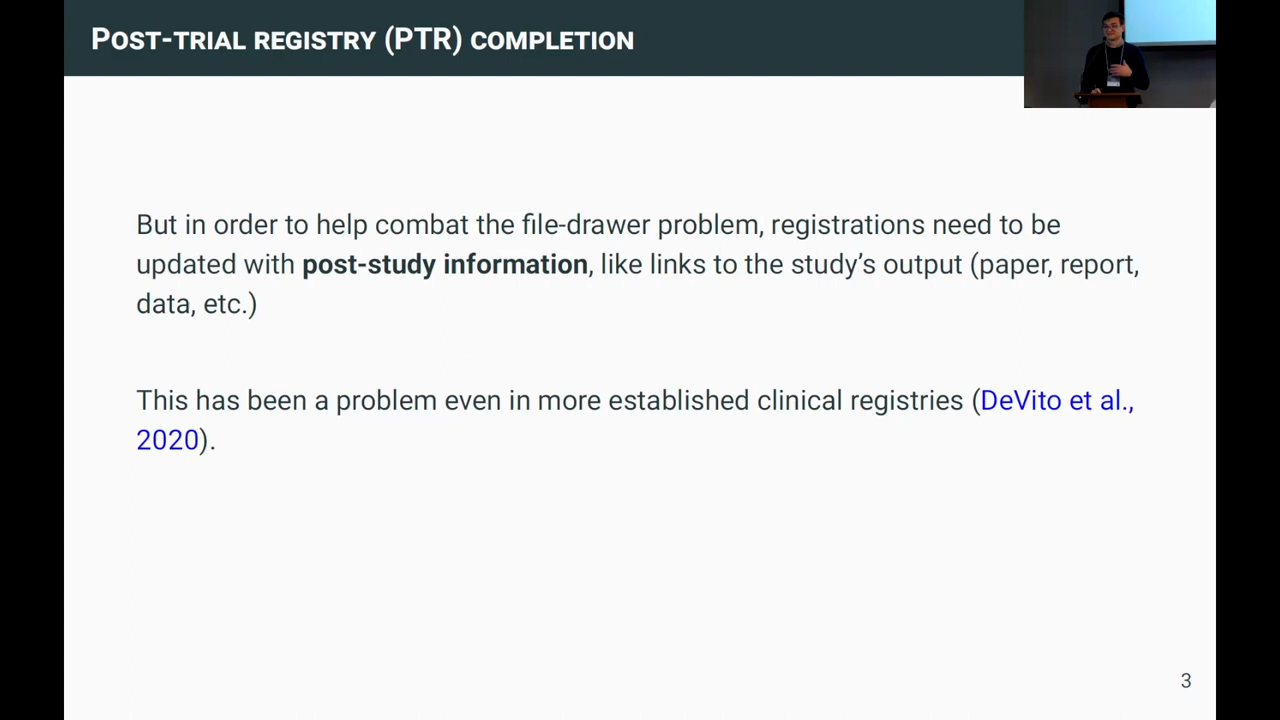 Post-trial registry (PTR) completion
But in order to help combat the file-drawer problem, registrations need to be
updated with post-study information, like links to the study’s output (paper, report,
data, etc.)
This has been a problem even in more established clinical registries (DeVito et al.,
2020).
3